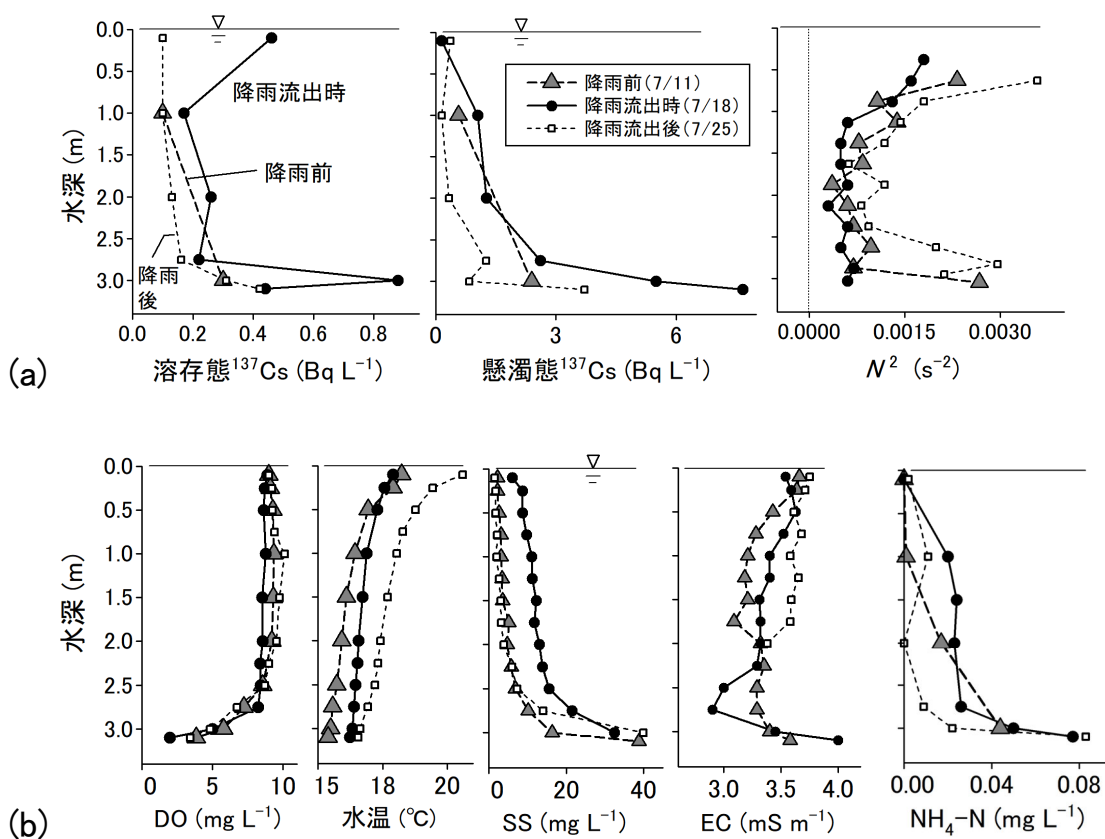 0.0
1.0
1.5
2.0
2.5
3.0
水深 (m)
降雨流出時
降雨前
降雨後
0.0 0.2 0.4 0.6 0.8
溶存態¹³⁷Cs (Bq L⁻¹)
降雨前(7/11)
降雨流出時(7/18)
降雨流出後(7/25)
0 3 6
懸濁態¹³⁷Cs (Bq L⁻¹)
0.0000 0.0015 0.0030
N² (s⁻²)
(a)
0.0
0.5
1.0
1.5
2.0
2.5
3.0
水深 (m)
0 5 10
DO (mg L⁻¹)
15 18 20
水温 (℃)
0 20 40
SS (mg L⁻¹)
3.0 3.5 4.0
EC (mS m⁻¹)
0.00 0.04 0.08
NH₄-N (mg L⁻¹)
(b)